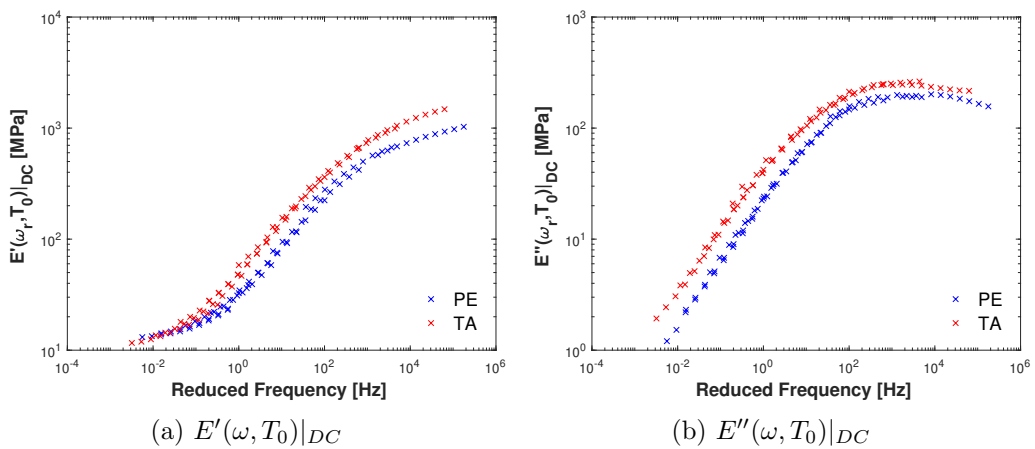 10^4
10^3
10^2
10^1
E'(ω_r,T_0)|_DC [MPa]
10^-4 10^-2 10^0 10^2 10^4 10^6
Reduced Frequency [Hz]
PE
TA
(a) E′(ω, T_0)|_DC
10^3
10^2
10^1
10^0
E''(ω_r,T_0)|_DC [MPa]
10^-4 10^-2 10^0 10^2 10^4 10^6
Reduced Frequency [Hz]
PE
TA
(b) E′′(ω, T_0)|_DC